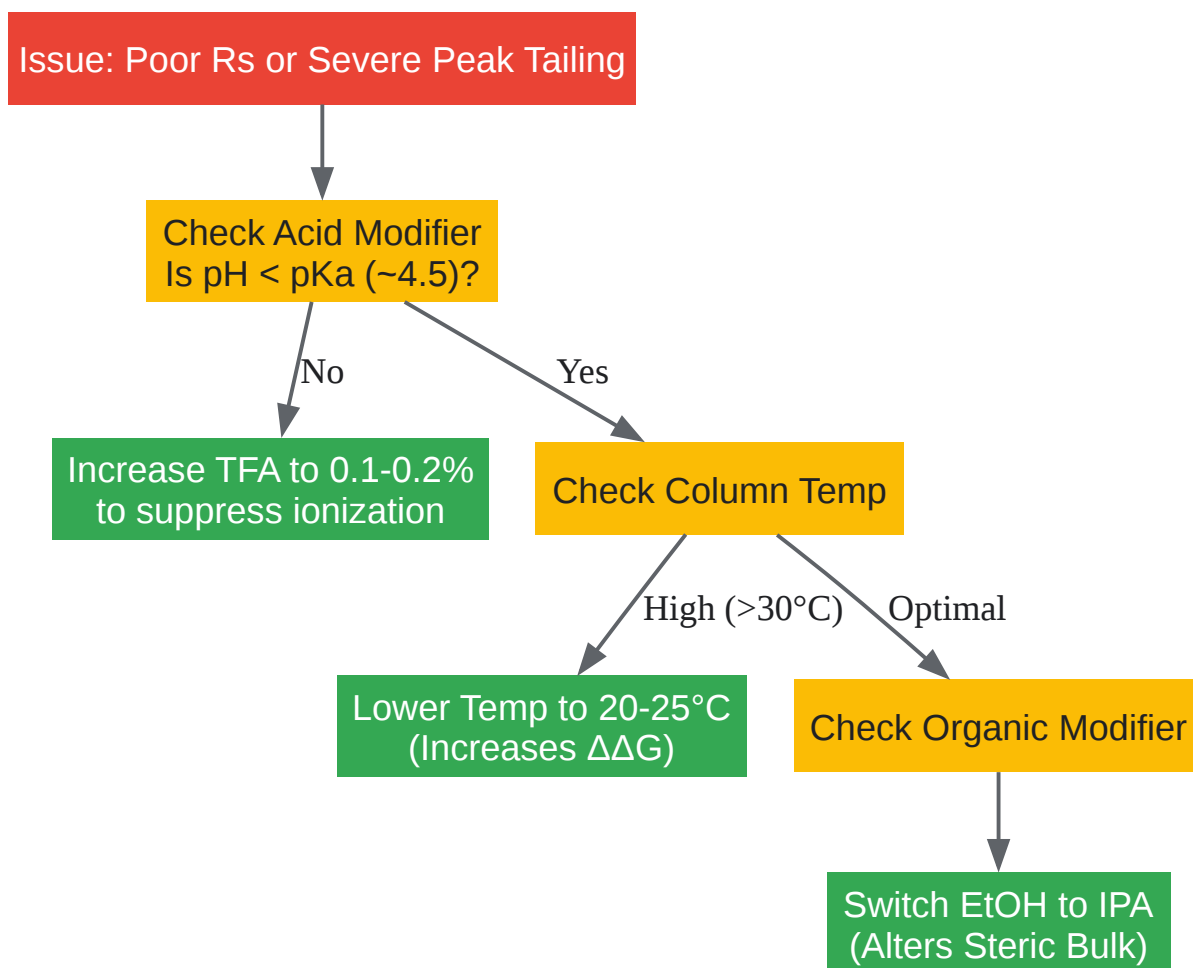 Issue: Poor Rs or Severe Peak Tailing
Check Acid Modifier
Is pH < pKa (~4.5)?
No
Yes
Increase TFA to 0.1-0.2%
to suppress ionization
Check Column Temp
High (>30°C)
Optimal
Lower Temp to 20-25°C
(Increases ΔΔG)
Check Organic Modifier
Switch EtOH to IPA
(Alters Steric Bulk)